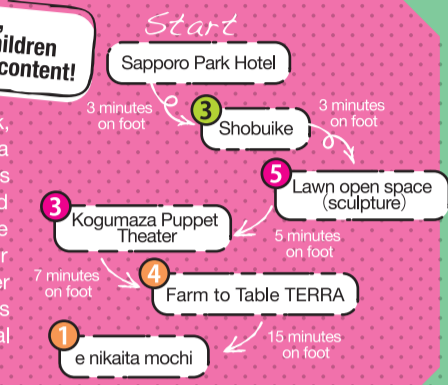 ildren
content!
Start
Sapporo Park Hotel
3 minutes
on foot
3
Shobuike
3 minutes
on foot
5
Lawn open space
(sculpture)
5 minutes
on foot
3
Kogumaza Puppet
Theater
7 minutes
on foot
4
Farm to Table TERRA
15 minutes
on foot
1
e nikaita mochi